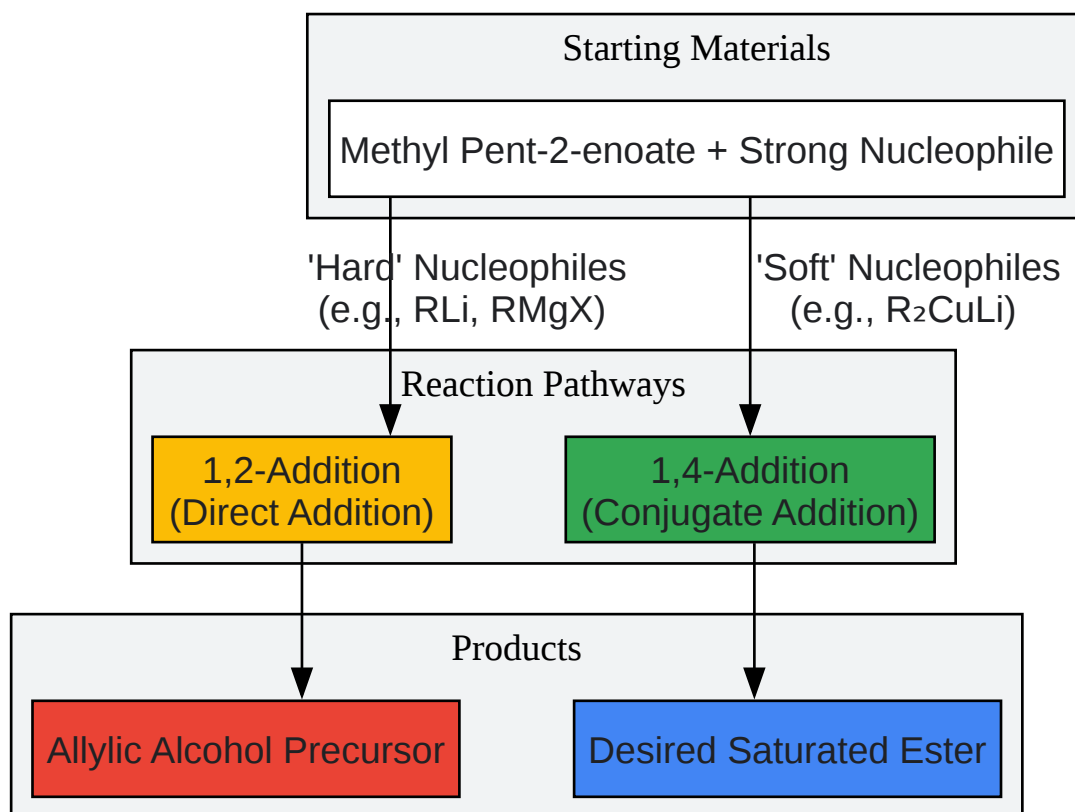 Starting Materials
Methyl Pent-2-enoate + Strong Nucleophile
'Hard' Nucleophiles
(e.g., RLi, RMgX)
'Soft' Nucleophiles
(e.g., R₂CuLi)
Reaction Pathways
1,2-Addition
(Direct Addition)
1,4-Addition
(Conjugate Addition)
Products
Allylic Alcohol Precursor
Desired Saturated Ester